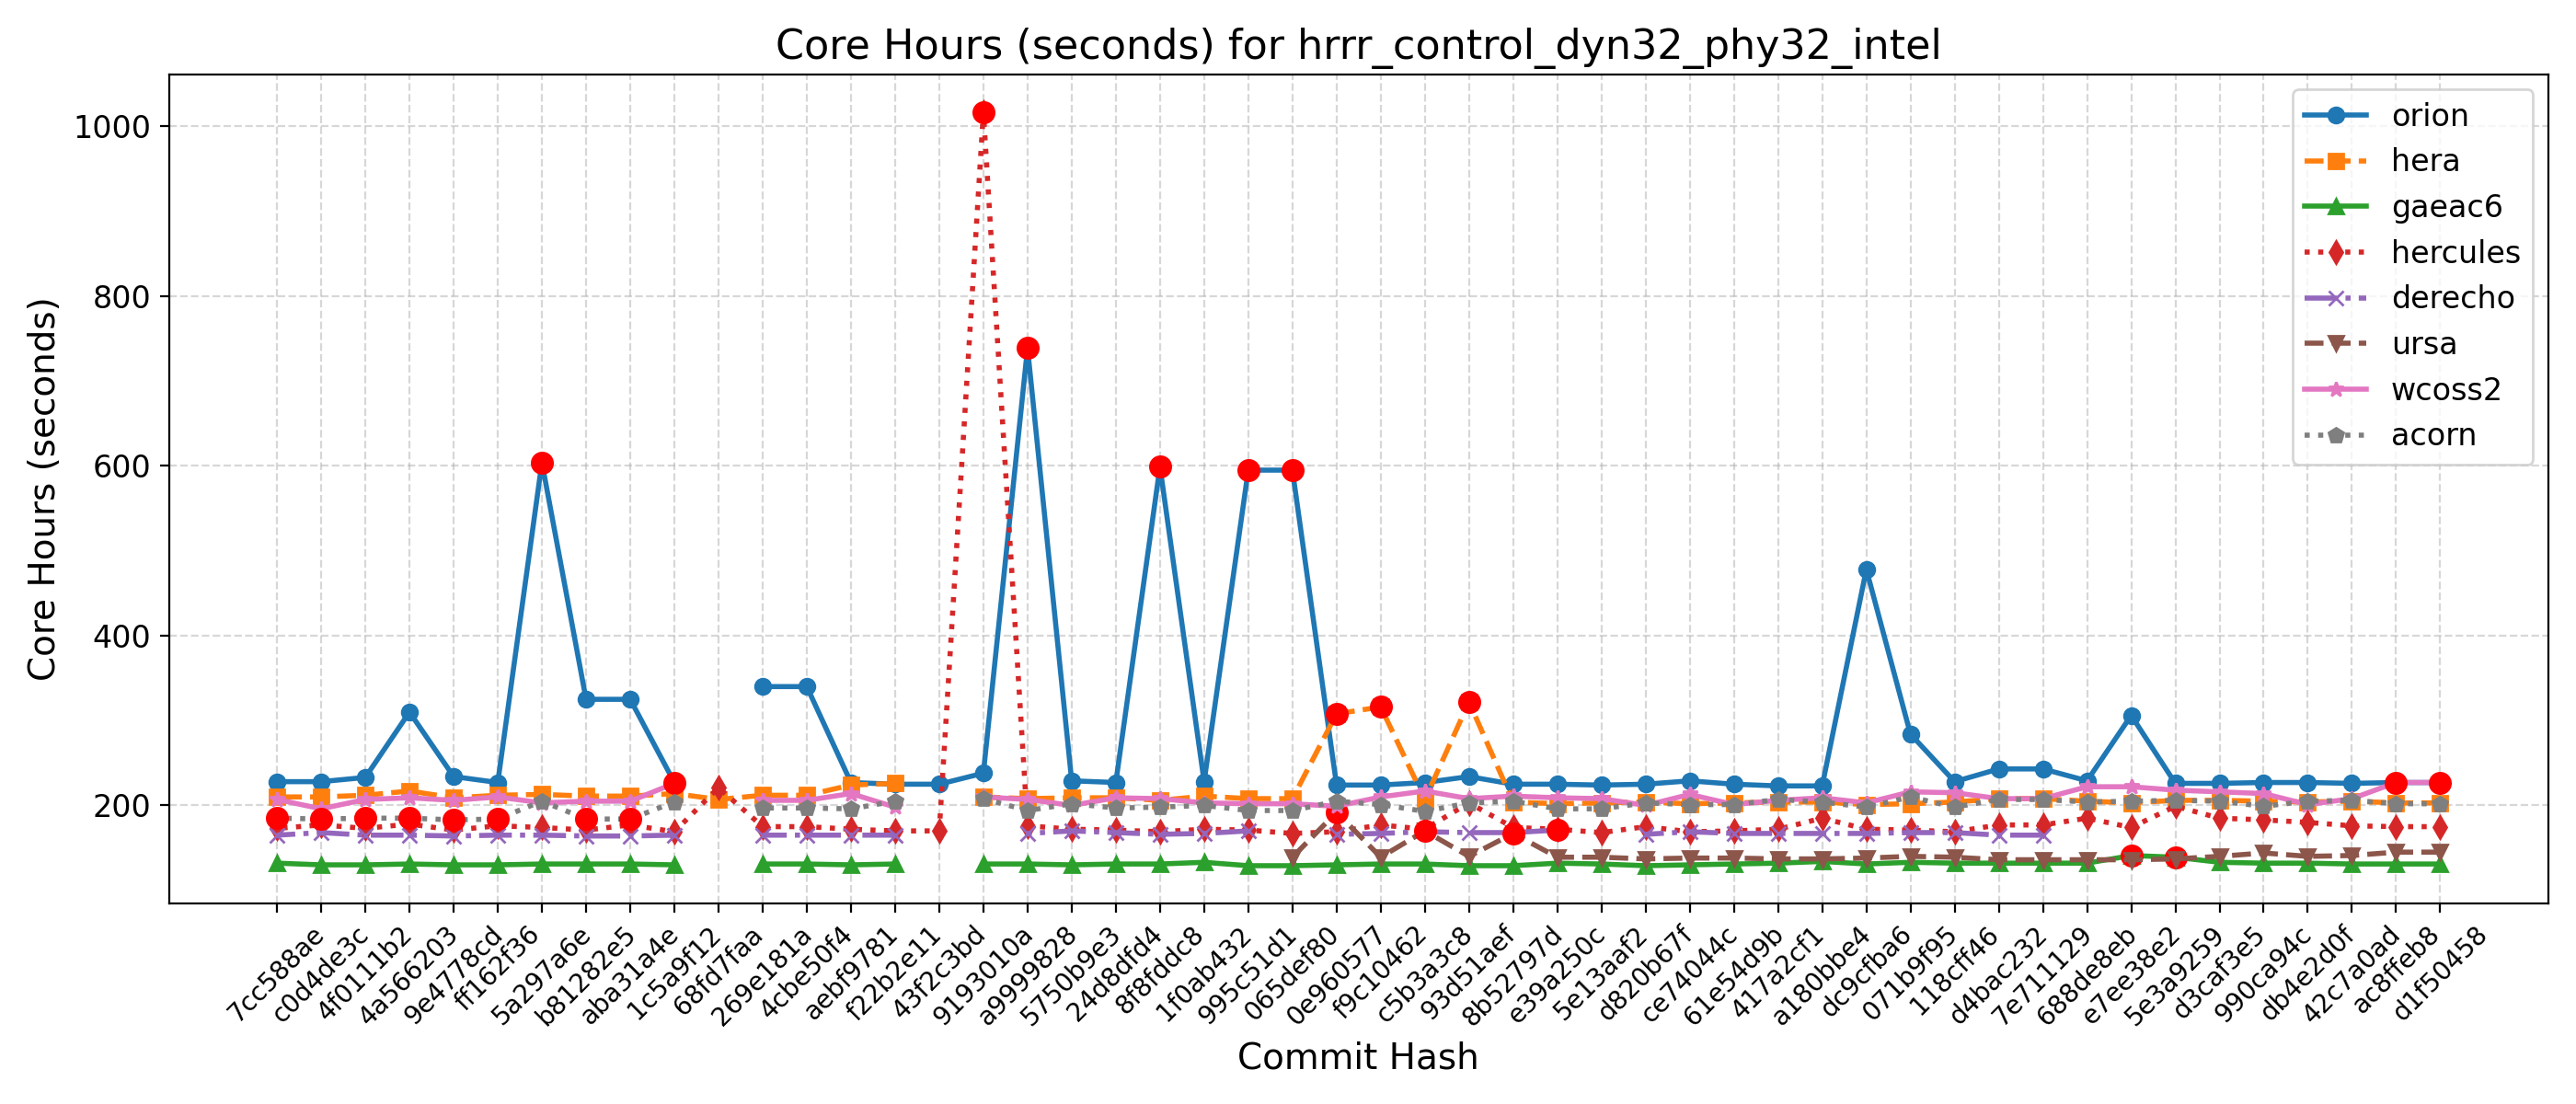 Core Hours (seconds) for hrrr_control_dyn32_phy32_intel
Core Hours (seconds)
1000
800
600
400
200
orion
hera
gaeac6
hercules
derecho
ursa
wcoss2
acorn
7cc588ae
c0d4de3c
4f0111b2
4a566203
9e4778cd
ff162f36
5a297a6e
b81282e5
aba31a4e
1c5a9f12
68fd7faa
269e181a
4cbe50f4
aebf9781
f22b2e11
43f2c3bd
9193010a
a9999828
5750b9e3
24d8dfd4
8f8fddc8
1f0ab432
995c51d1
065def80
0e960577
f9c10462
c5b3a3c8
93d51aef
8b52797d
e39a250c
5e13aaf2
d820b67f
ce74044c
61e54d9b
417a2cf1
a180bbe4
dc9cfba6
071b9f95
118cff46
d4bac232
7e711129
688de8eb
e7ee38e2
5e3a9259
d3caf3e5
990ca94c
db4e2d0f
42c7a0ad
ac8ffeb8
d1f50458
Commit Hash